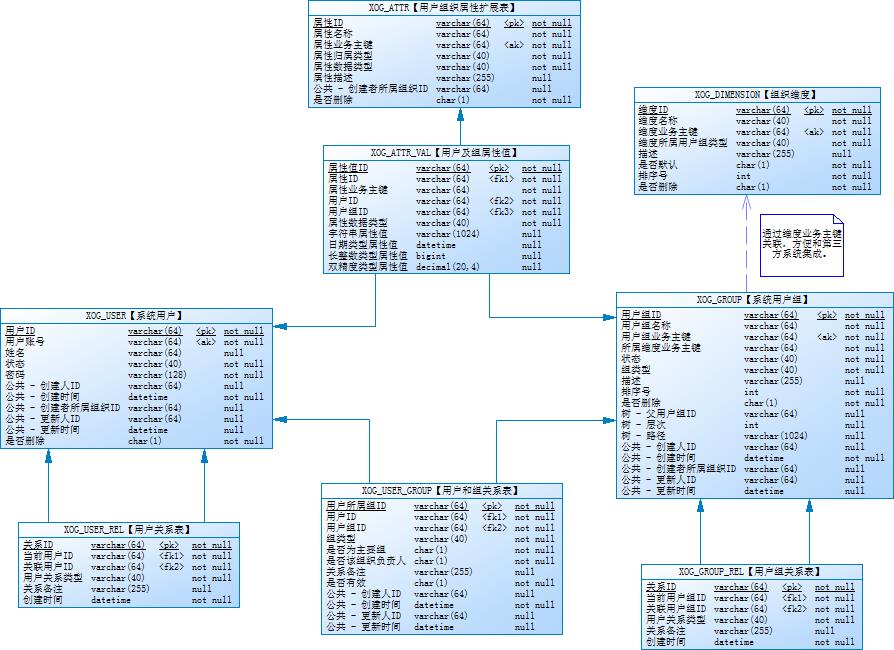 XOG_ATTR【用户组织属性扩展表】
属性ID varchar(64) <pk> not null
属性名称 varchar(64) not null
属性业务主键 varchar(64) <ak> not null
属性归属类型 varchar(40) not null
属性数据类型 varchar(40) not null
属性描述 varchar(255) null
公共 - 创建者所属组织ID varchar(64) null
是否删除 char(1) not null
XOG_DIMENSION【组织维度】
维度ID varchar(64) <pk> not null
维度名称 varchar(40) not null
维度业务主键 varchar(64) <ak> not null
维度所属用户组类型 varchar(40) not null
描述 varchar(255) null
是否默认 char(1) not null
排序号 int not null
是否删除 char(1) not null
XOG_ATTR_VAL【用户及组属性值】
属性值ID varchar(64) <pk> not null
属性ID varchar(64) <fk1> not null
属性业务主键 varchar(64) not null
用户ID varchar(64) <fk2> not null
用户组ID varchar(64) <fk3> not null
属性数据类型 varchar(40) not null
字符串属性值 varchar(1024) null
日期类型属性值 datetime null
长整数类型属性值 bigint null
双精度类型属性值 decimal(20,4) null
通过维度业务主键
关联，方便和第三
方系统集成。
XOG_USER【系统用户】
用户ID varchar(64) <pk> not null
用户账号 varchar(64) <ak> not null
姓名 varchar(64) null
状态 varchar(40) not null
密码 varchar(128) not null
公共 - 创建人ID varchar(64) null
公共 - 创建时间 datetime not null
公共 - 创建者所属组织ID varchar(64) null
公共 - 更新人ID varchar(64) null
公共 - 更新时间 datetime null
是否删除 char(1) not null
XOG_GROUP【系统用户组】
用户组ID varchar(64) <pk> not null
用户组名称 varchar(64) not null
用户组业务主键 varchar(64) <ak> not null
所属维度业务主键 varchar(64) not null
状态 varchar(40) not null
组类型 varchar(40) not null
描述 varchar(255) null
排序号 int not null
是否删除 char(1) not null
树 - 父用户组ID varchar(64) null
树 - 层次 int null
树 - 路径 varchar(1024) null
公共 - 创建人ID varchar(64) null
公共 - 创建时间 datetime not null
公共 - 创建者所属组织ID varchar(64) null
公共 - 更新人ID varchar(64) null
公共 - 更新时间 datetime null
XOG_USER_GROUP【用户和组关系表】
用户所属组ID varchar(64) <pk> not null
用户ID varchar(64) <fk1> not null
用户组ID varchar(64) <fk2> not null
组类型 varchar(40) not null
是否为主要组 char(1) not null
是否该组织负责人 char(1) not null
关系备注 varchar(255) null
是否有效 char(1) not null
公共 - 创建人ID varchar(64) null
公共 - 创建时间 datetime not null
公共 - 更新人ID varchar(64) null
公共 - 更新时间 datetime null
XOG_USER_REL【用户关系表】
关系ID varchar(64) <pk> not null
当前用户ID varchar(64) <fk1> not null
关联用户ID varchar(64) <fk2> not null
用户关系类型 varchar(40) not null
关系备注 varchar(255) null
创建时间 datetime not null
XOG_GROUP_REL【用户组关系表】
关系ID varchar(64) <pk> not null
当前用户组ID varchar(64) <fk1> not null
关联用户组ID varchar(64) <fk2> not null
用户关系类型 varchar(40) not null
关系备注 varchar(255) null
创建时间 datetime not null